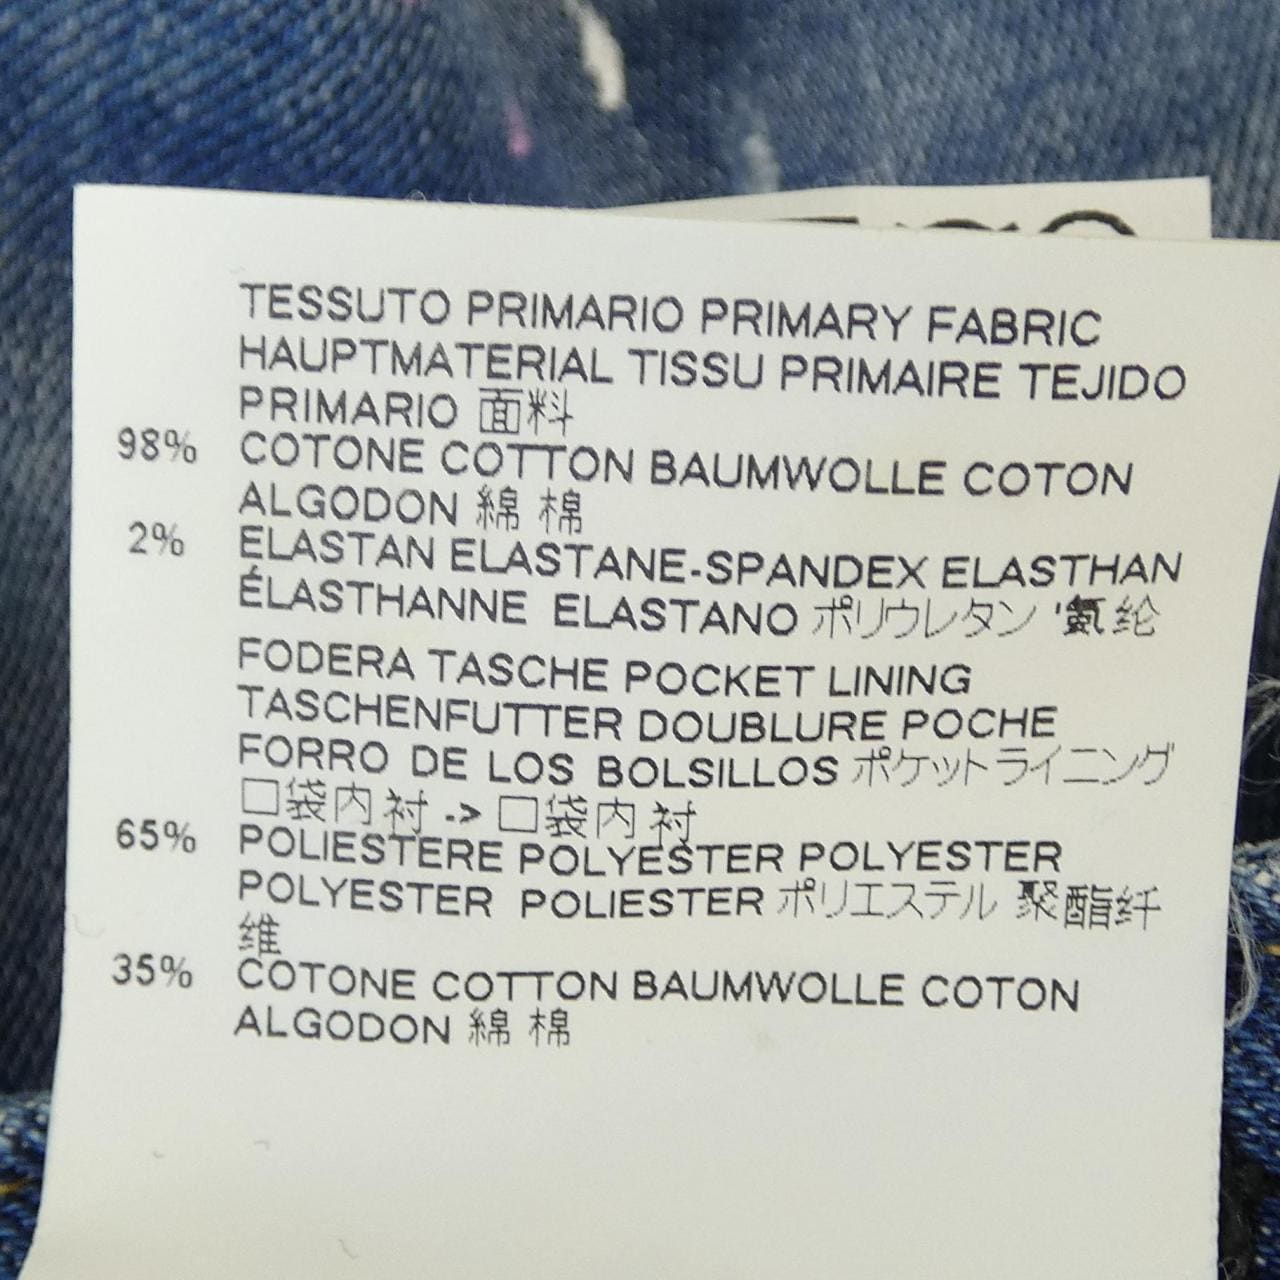 TESSUTO PRIMARIO PRIMARY FABRIC
HAUPTMATERIAL TISSU PRIMAIRE TEJIDO
PRIMARIO 面料
98% COTONE COTTON BAUMWOLLE COTON
ALGODON 綿 棉
2% ELASTAN ELASTANE-SPANDEX ELASTHAN
ÉLASTHANNE ELASTANO ポリウレタン '氨纶
FODERA TASCHE POCKET LINING
TASCHENFUTTER DOUBLURE POCHE
FORRO DE LOS BOLSILLOS ポケットライニング
口袋内衬 -> 口袋内衬
65% POLIESTERE POLYESTER POLYESTER
POLYESTER POLIESTER ポリエステル 聚酯纤
维
35% COTONE COTTON BAUMWOLLE COTON
ALGODON 綿 棉